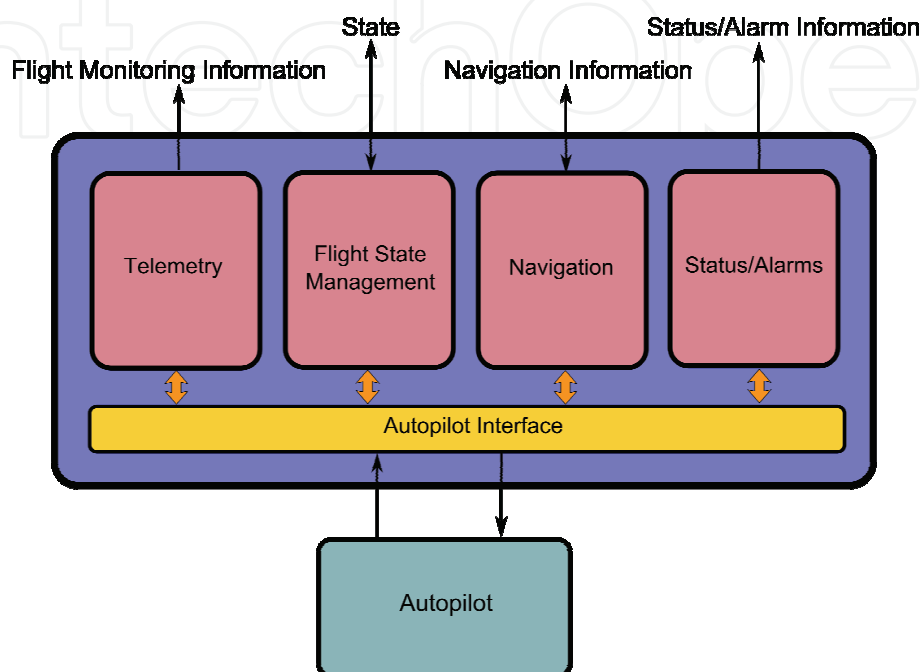 State
Status/Alarm Information
Flight Monitoring Information
Navigation Information
Telemetry
Flight State
Management
Navigation
Status/Alarms
Autopilot Interface
Autopilot
ntechOpe